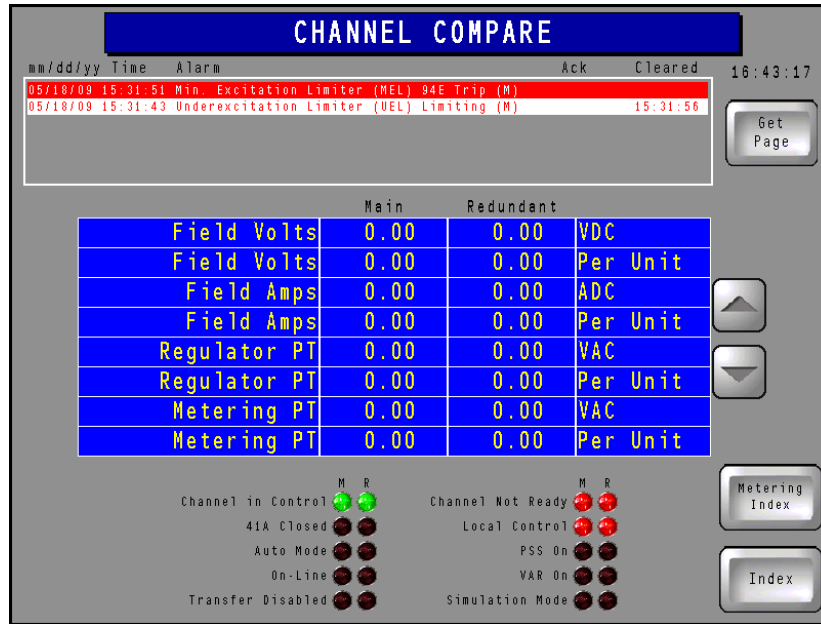 CHANNEL COMPARE
mm/dd/yy Time Alarm Ack Cleared 16:43:17
05/18/09 15:31:51 Min. Excitation Limiter (MEL) 94E Trip (M)
05/18/09 15:31:43 Underexcitation Limiter (UEL) Limiting (M) 15:31:56
Get
Page
Main Redundant
Field Volts 0.00 0.00 VDC
Field Volts 0.00 0.00 Per Unit
Field Amps 0.00 0.00 ADC
Field Amps 0.00 0.00 Per Unit
Regulator PT 0.00 0.00 VAC
Regulator PT 0.00 0.00 Per Unit
Metering PT 0.00 0.00 VAC
Metering PT 0.00 0.00 Per Unit
M R M R
Channel in Control Channel Not Ready
41A Closed Local Control
Auto Mode PSS On
On-Line VAR On
Transfer Disabled Simulation Mode
Metering
Index
Index